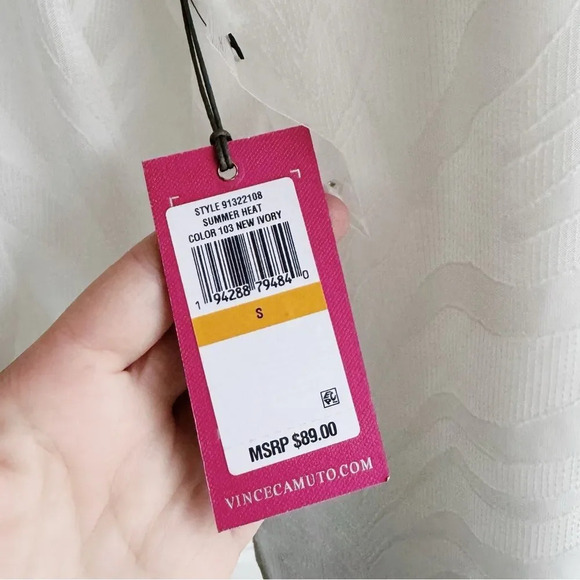 STYLE 91322108
SUMMER HEAT
COLOR 103 NEW IVORY
1 94288 79484 0
S
MSRP $89.00
VINCECAMUTO.COM